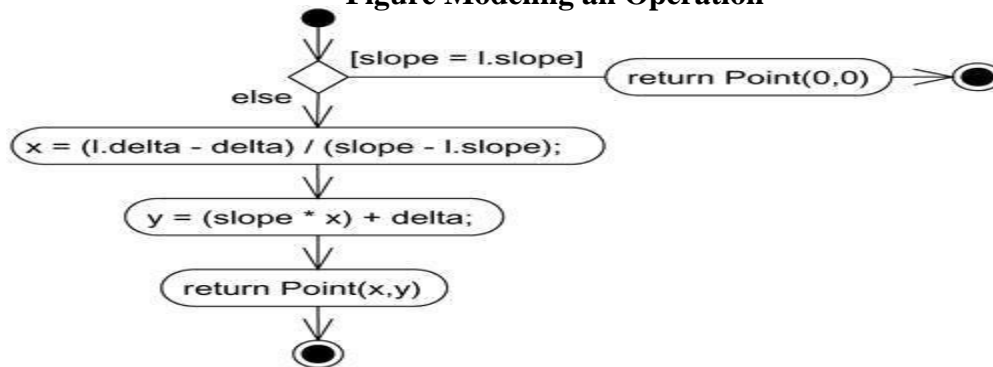 Figure Modeling an Operation
[slope = l.slope]
return Point(0,0)
else
x = (l.delta - delta) / (slope - l.slope);
y = (slope * x) + delta;
return Point(x,y)